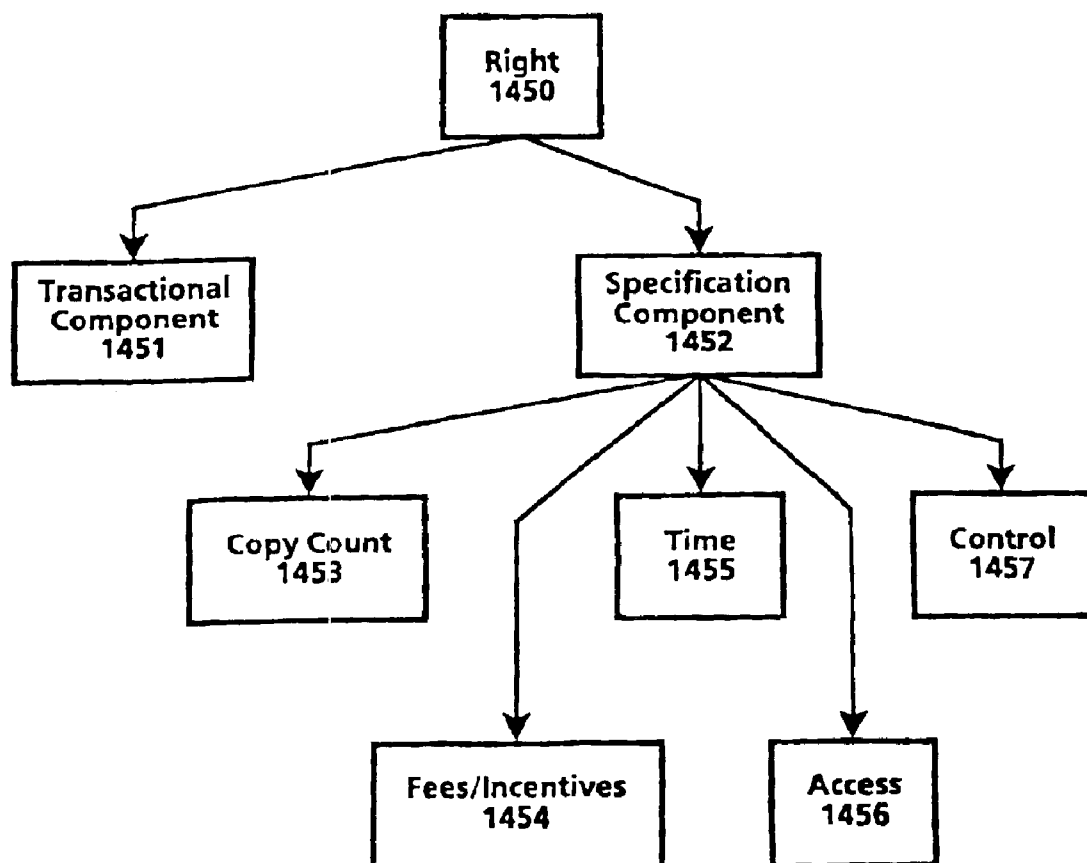 Right
1450
Transactional
Component
1451
Specification
Component
1452
Copy Count
1453
Time
1455
Control
1457
Fees/Incentives
1454
Access
1456